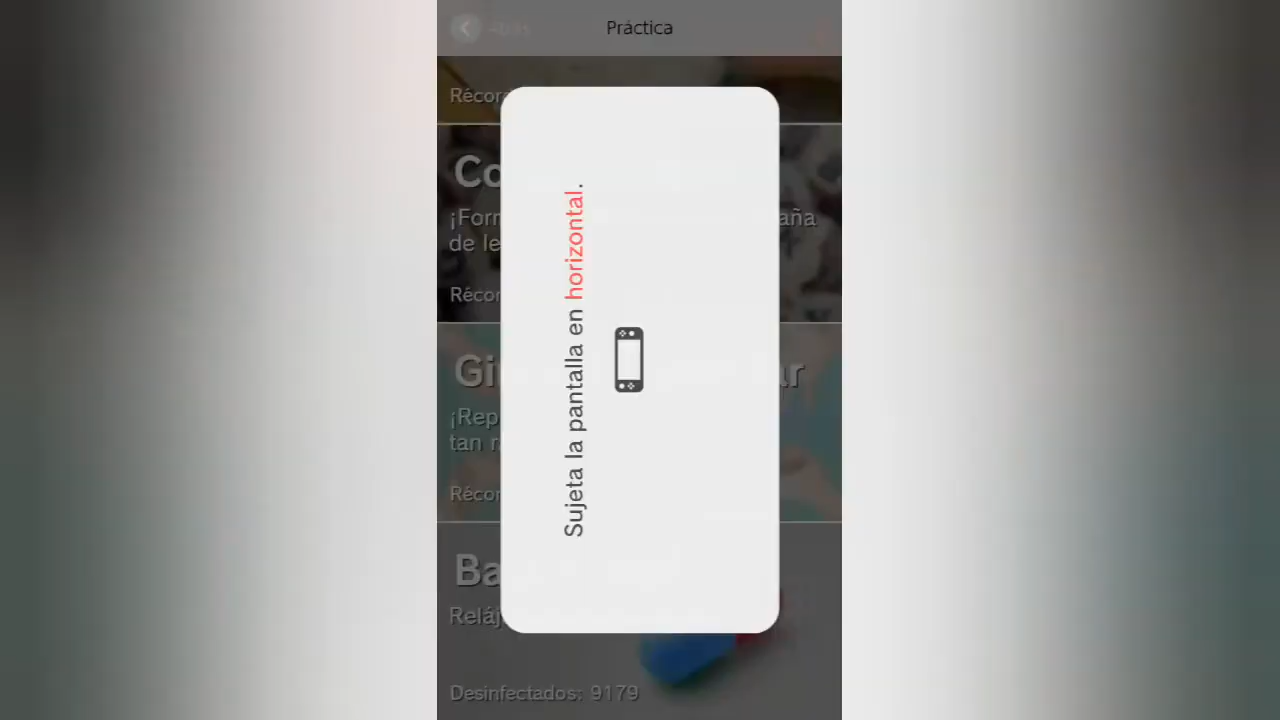 Práctica
Récor
Co
¡Form
aña
de le
Récor
Gi
ar
¡Rep
tan r
Récor
Ba
Reláj
Desinfectados: 9179
Sujeta la pantalla en horizontal.